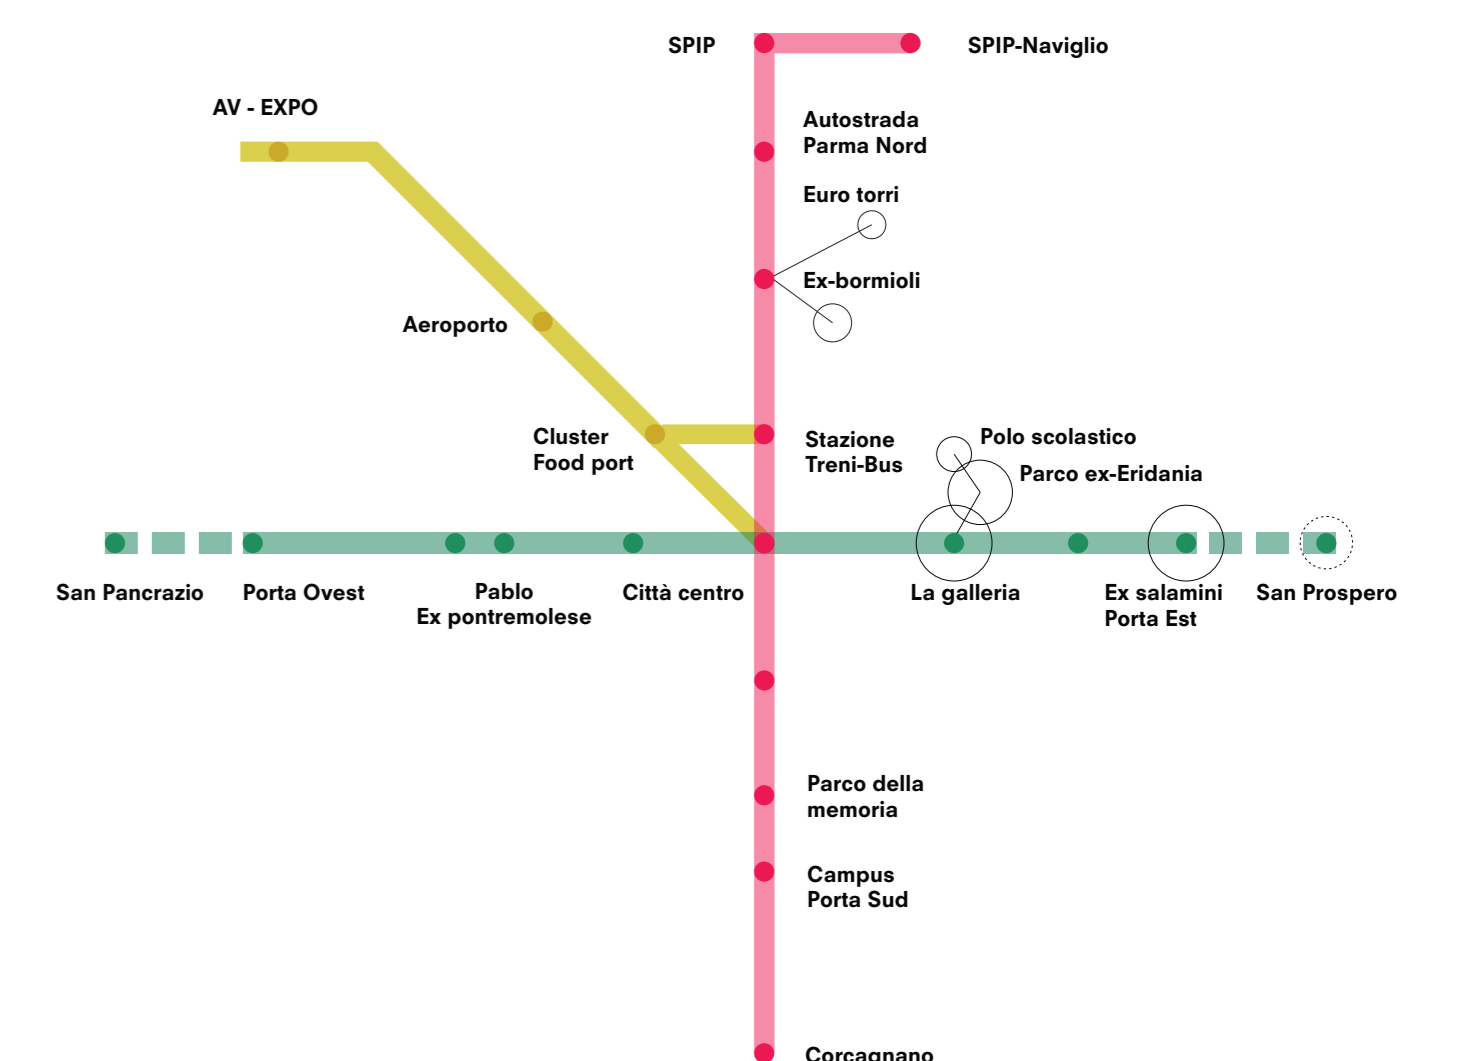 SPIP
SPIP-Naviglio
AV - EXPO
Autostrada
Parma Nord
Euro torri
Ex-bormioli
Aeroporto
Cluster
Food port
Stazione
Treni-Bus
Polo scolastico
Parco ex-Eridania
San Pancrazio
Porta Ovest
Pablo
Ex pontremolese
Città centro
La galleria
Ex salamini
Porta Est
San Prospero
Parco della
memoria
Campus
Porta Sud
Corcagnano